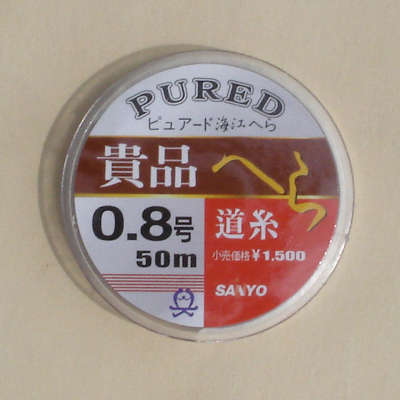 PURED
ピュアード海江へら
貴品 へら
0.8号 道糸
50m 小売価格¥1,500
SANYO